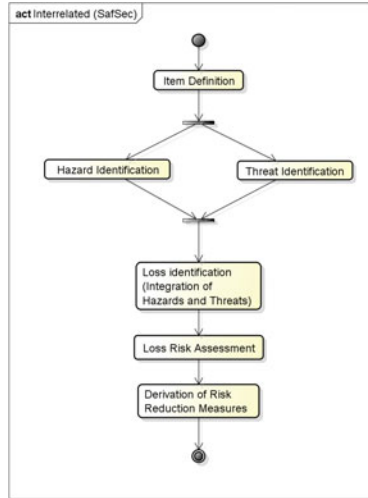 act Interrelated (SafSec)
Item Definition
Hazard Identification
Threat Identification
Loss identification
(Integration of
Hazards and Threats)
Loss Risk Assessment
Derivation of Risk
Reduction Measures